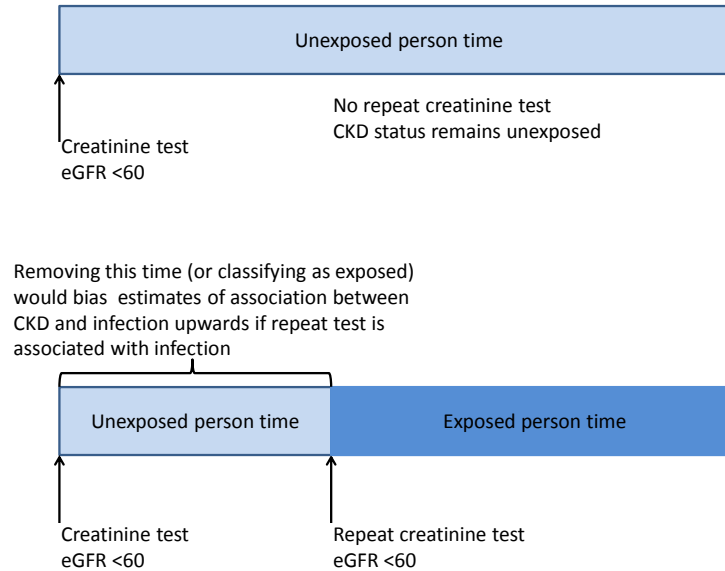 Unexposed person time
No repeat creatinine test
CKD status remains unexposed
Creatinine test
eGFR <60
Removing this time (or classifying as exposed)
would bias  estimates of association between
CKD and infection upwards if repeat test is
associated with infection
Unexposed person time
Exposed person time
Creatinine test
eGFR <60
Repeat creatinine test
eGFR <60